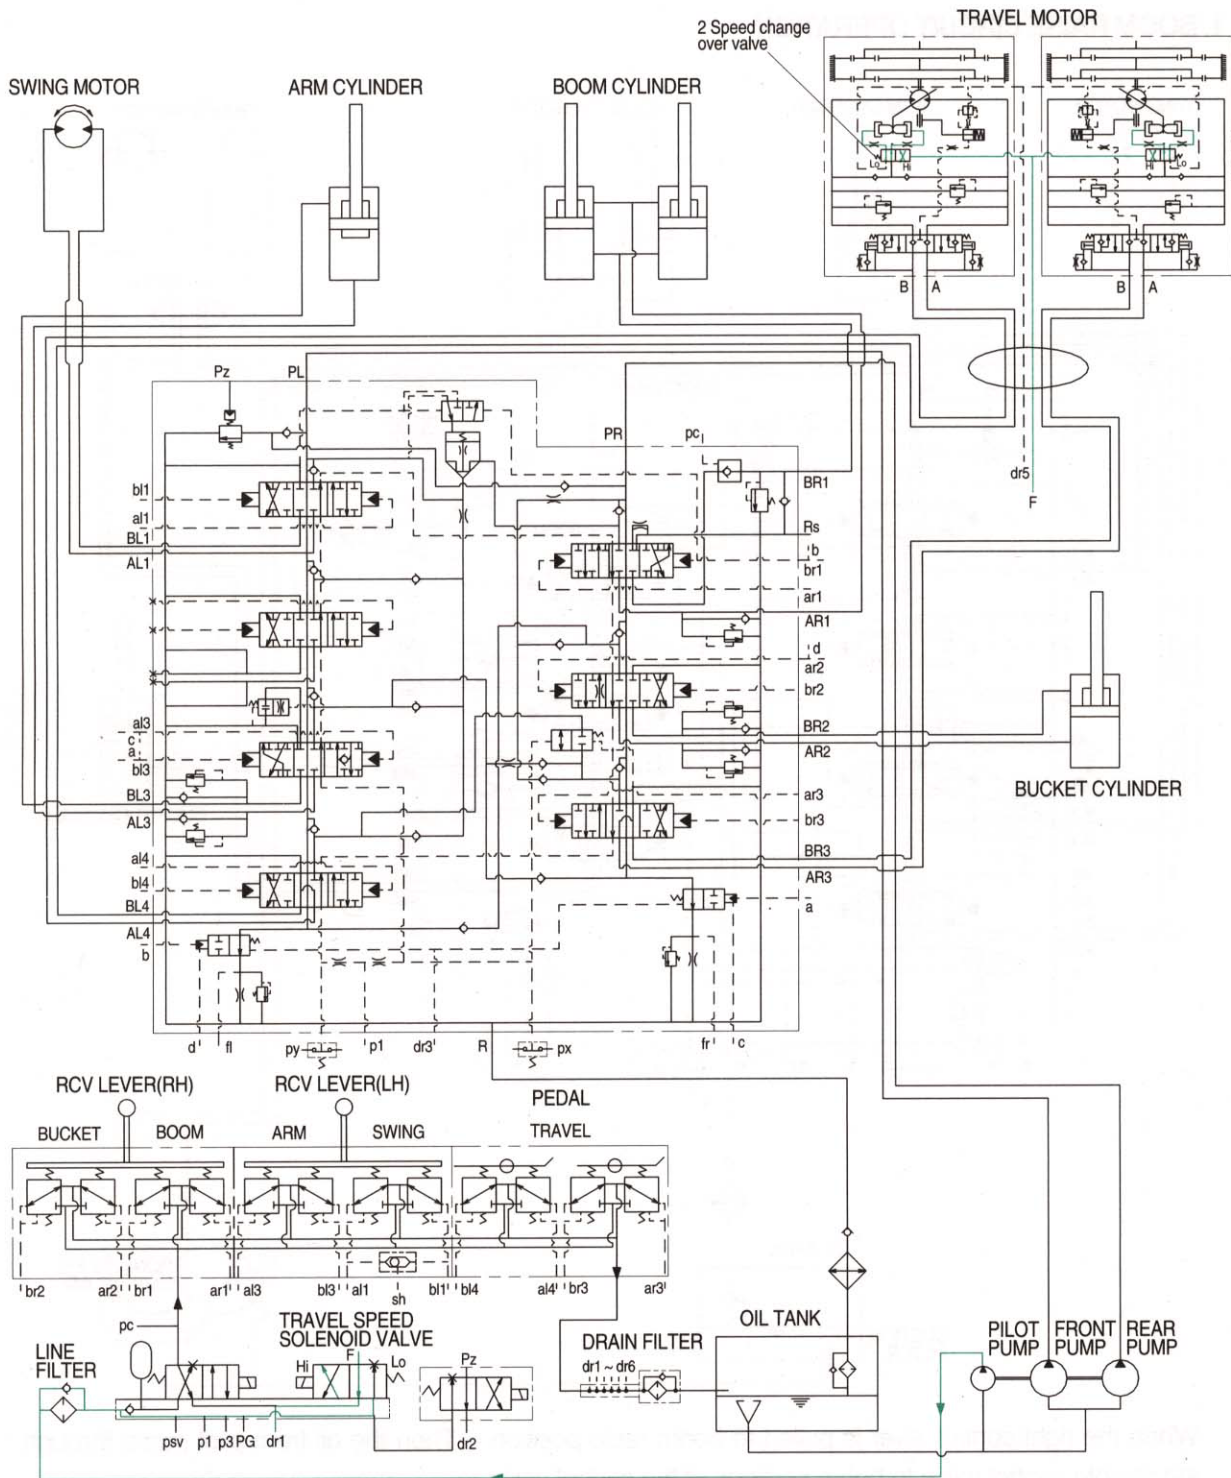 TRAVEL MOTOR
2 Speed change
over valve
SWING MOTOR
ARM CYLINDER
BOOM CYLINDER
Lo
Hi
Hi
Lo
B A
B A
Pz
PL
PR
pc
dr5
F
bl1
al1
BL1
AL1
BR1
Rs
b
br1
ar1
AR1
d
ar2
br2
BR2
AR2
al3
c
a
bl3
BL3
AL3
BUCKET CYLINDER
ar3
br3
BR3
AR3
al4
bl4
BL4
AL4
b
a
d
fl
py
p1
dr3
R
px
fr
c
RCV LEVER(RH)
RCV LEVER(LH)
PEDAL
BUCKET
BOOM
ARM
SWING
TRAVEL
br2
ar2
br1
ar1
al3
bl3
al1
sh
bl1
bl4
al4
br3
ar3
pc
TRAVEL SPEED
SOLENOID VALVE
LINE
FILTER
Hi
F
Lo
Pz
DRAIN FILTER
dr1 ~ dr6
OIL TANK
PILOT
PUMP
FRONT
PUMP
REAR
PUMP
psv
p1
p3
PG
dr1
dr2